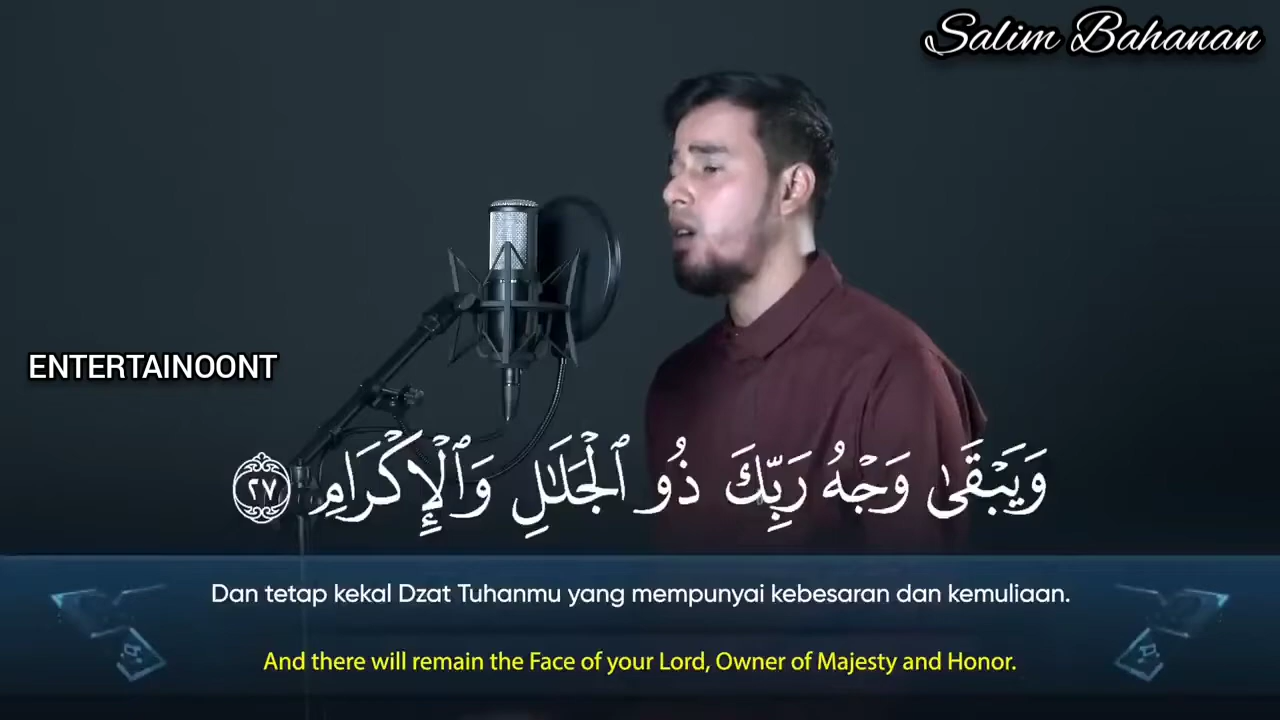 Salim Bahanan
ENTERTAINOONT
وَيَبْقَىٰ وَجْهُ رَبِّكَ ذُو ٱلْجَلَـٰلِ وَٱلْإِكْرَامِ ٢٧
Dan tetap kekal Dzat Tuhanmu yang mempunyai kebesaran dan kemuliaan.
And there will remain the Face of your Lord, Owner of Majesty and Honor.